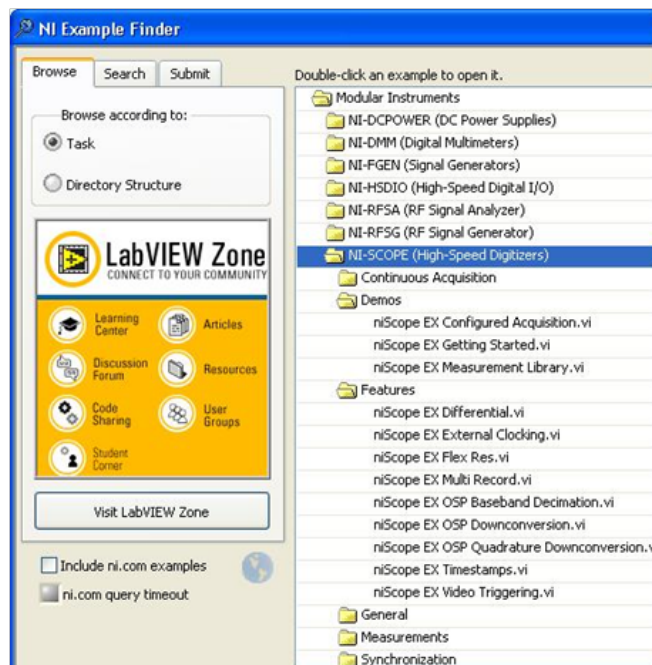 NI Example Finder
Browse
Search
Submit
Browse according to:
Task
Directory Structure
LabVIEW Zone
CONNECT TO YOUR COMMUNITY
Learning
Center
Articles
Discussion
Forum
Resources
Code
Sharing
User
Groups
Student
Corner
Visit LabVIEW Zone
Include ni.com examples
ni.com query timeout
Double-click an example to open it.
Modular Instruments
NI-DCPOWER (DC Power Supplies)
NI-DMM (Digital Multimeters)
NI-FGEN (Signal Generators)
NI-HSDIO (High-Speed Digital I/O)
NI-RFSA (RF Signal Analyzer)
NI-RFSG (RF Signal Generator)
NI-SCOPE (High-Speed Digitizers)
Continuous Acquisition
Demos
niScope EX Configured Acquisition.vi
niScope EX Getting Started.vi
niScope EX Measurement Library.vi
Features
niScope EX Differential.vi
niScope EX External Clocking.vi
niScope EX Flex Res.vi
niScope EX Multi Record.vi
niScope EX OSP Baseband Decimation.vi
niScope EX OSP Downconversion.vi
niScope EX OSP Quadrature Downconversion.v
niScope EX Timestamps.vi
niScope EX Video Triggering.vi
General
Measurements
Synchronization